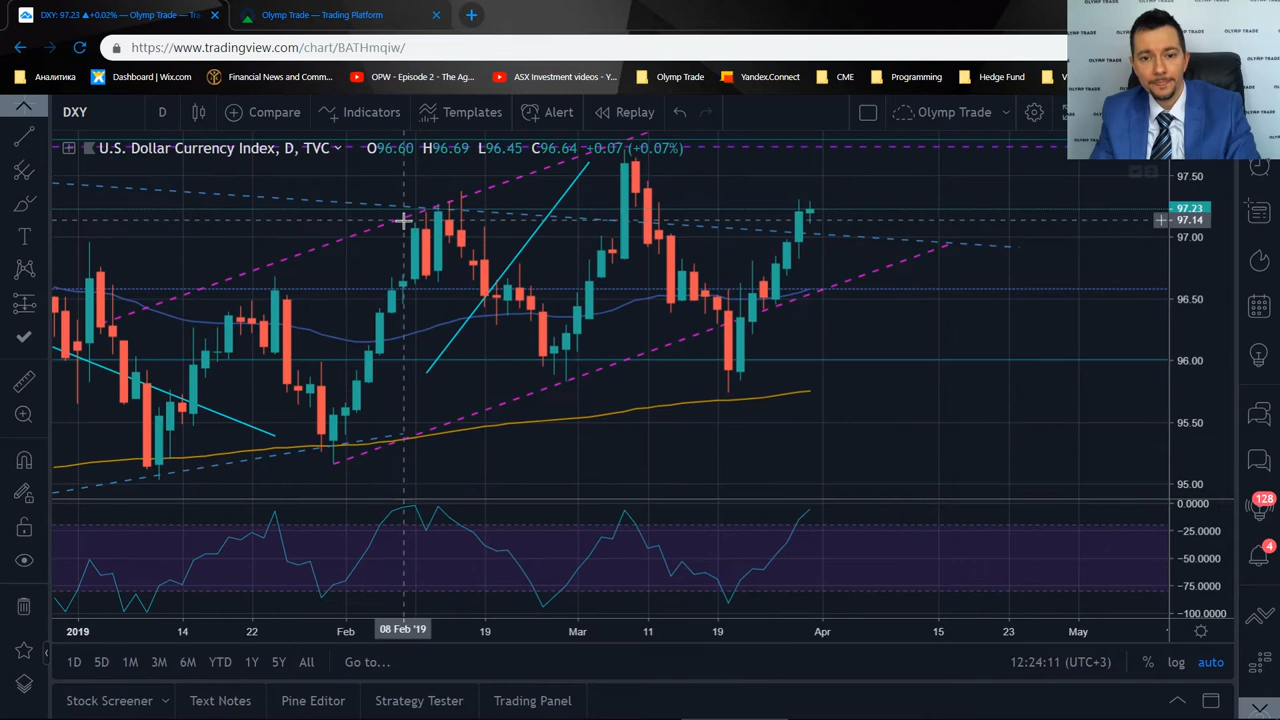 DXY: 97.23 ▲+0.02% — Olymp Trade - Tra
Olymp Trade — Trading Platform
https://www.tradingview.com/chart/BATHmqiw/
Аналитика
Dashboard | Wix.com
Financial News and Comm...
OPW - Option Wor
ASX Investment Videos - Y...
Olymp Trade
Yandex.Connect
CME
Programming
Hedge Fund
OLYMP TRADE
DXY
D
Compare
Indicators
Templates
Alert
Replay
Olymp Trade
U.S. Dollar Currency Index, D, TVC
H96.69 L96.45 C96.64 +0.07 (+0.07%)
97.50
97.23
97.14
97.00
96.50
96.00
95.50
95.00
0.0000
-25.0000
-50.0000
-75.0000
-100.0000
128
4
2019
14
22
Feb
08 Feb '19
19
Mar
11
19
Apr
15
23
May
1D 5D 1M 3M 6M YTD 1Y 5Y All
Go to...
12:24:11 (UTC+3)
%
log
auto
Stock Screener
Text Notes
Pine Editor
Strategy Tester
Trading Panel